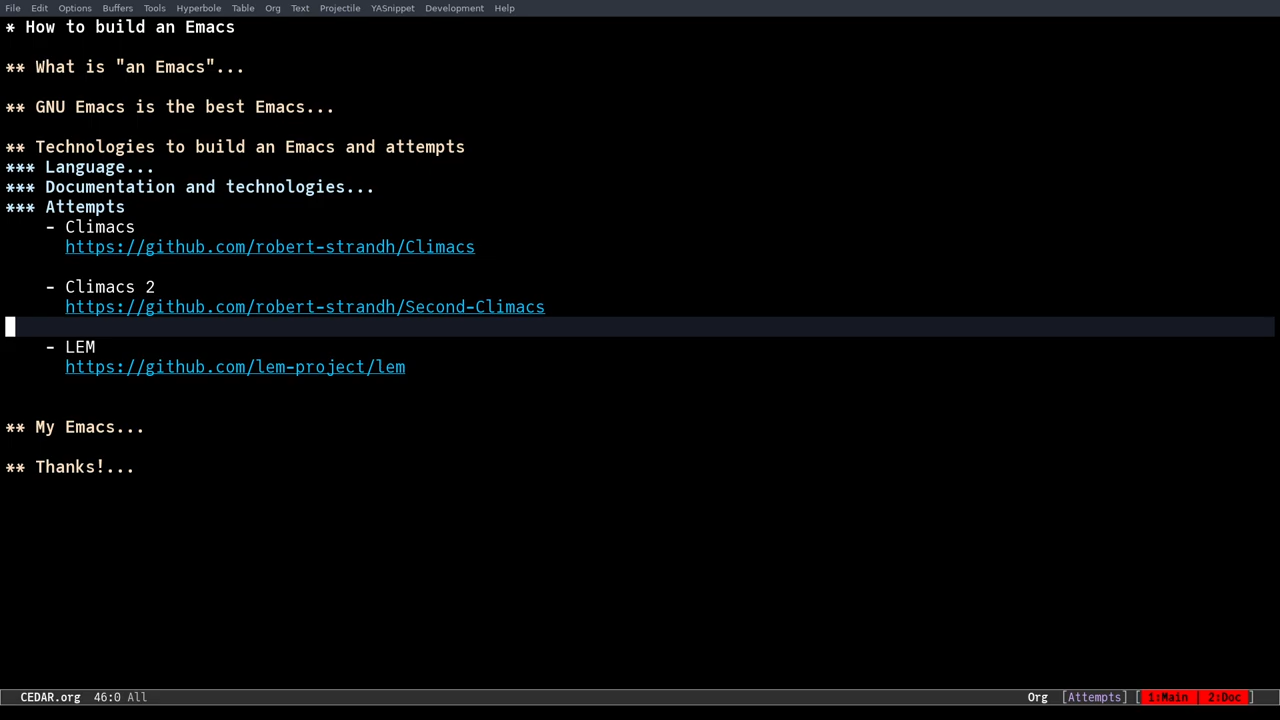 File Edit Options Buffers Tools Hyperbole Table Org Text Projectile YASnippet Development Help
* How to build an Emacs
** What is "an Emacs"...
** GNU Emacs is the best Emacs...
** Technologies to build an Emacs and attempts
*** Language...
*** Documentation and technologies...
*** Attempts
- Climacs
https://github.com/robert-strandh/Climacs
- Climacs 2
https://github.com/robert-strandh/Second-Climacs
- LEM
https://github.com/lem-project/lem
** My Emacs...
** Thanks!...
CEDAR.org 46:0 All Org [Attempts] [ 1:Main | 2:Doc ]